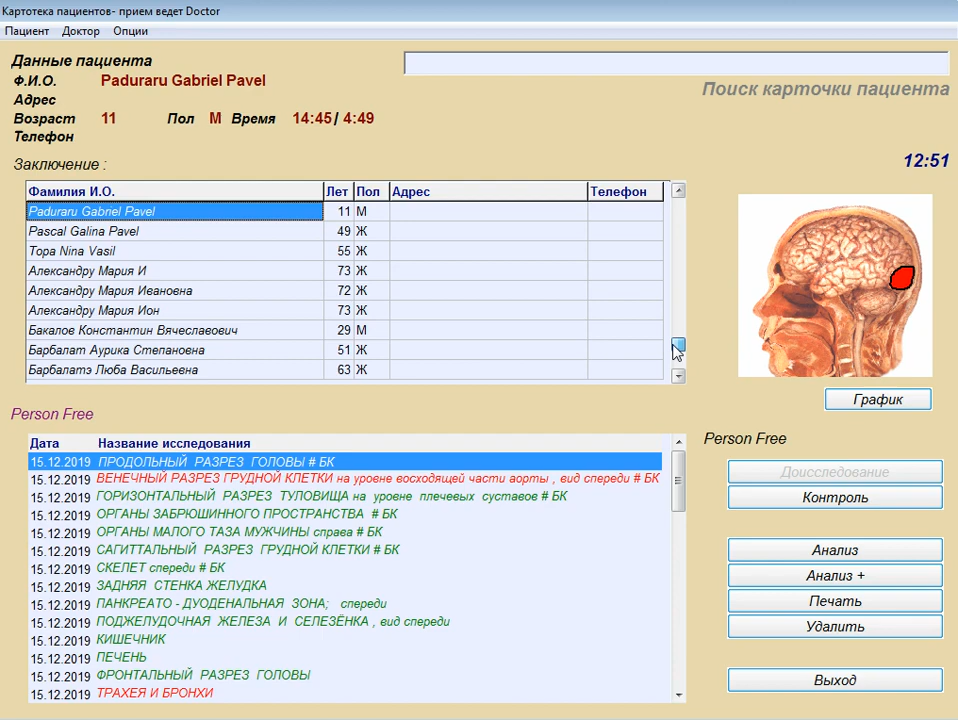 Картотека пациентов- прием ведет Doctor
Пациент Доктор Опции
Данные пациента
Ф.И.О. Paduraru Gabriel Pavel
Поиск карточки пациента
Адрес
Возраст 11 Пол М Время 14:45/ 4:49
Телефон
12:51
Заключение :
Фамилия И.О. Лет Пол Адрес Телефон
Paduraru Gabriel Pavel 11 М
Pascal Galina Pavel 49 Ж
Topa Nina Vasil 55 Ж
Александру Мария И 73 Ж
Александру Мария Иеановна 72 Ж
Александру Мария Ион 73 Ж
Бакалов Константин Вячеславович 29 М
Барбалат Аурика Степановна 51 Ж
Барбалатэ Люба Васильевна 63 Ж
График
Person Free
Дата Название исследования
15.12.2019 ПРОДОЛЬНЫЙ РАЗРЕЗ ГОЛОВЫ # БК
15.12.2019 ВЕНЕЧНЫЙ РАЗРЕЗ ГРУДНОЙ КЛЕТКИ на уровне восходящей части аорты , вид спереди # БК
15.12.2019 ГОРИЗОНТАЛЬНЫЙ РАЗРЕЗ ТУЛОВИЩА на уровне плечевых суставов # БК
15.12.2019 ОРГАНЫ ЗАБРЮШИННОГО ПРОСТРАНСТВА # БК
15.12.2019 ОРГАНЫ МАЛОГО ТАЗА МУЖЧИНЫ справа # БК
15.12.2019 САГИТТАЛЬНЫЙ РАЗРЕЗ ГРУДНОЙ КЛЕТКИ # БК
15.12.2019 СКЕЛЕТ спереди # БК
15.12.2019 ЗАДНЯЯ СТЕНКА ЖЕЛУДКА
15.12.2019 ПАНКРЕАТО - ДУОДЕНАЛЬНАЯ ЗОНА; спереди
15.12.2019 ПОДЖЕЛУДОЧНАЯ ЖЕЛЕЗА И СЕЛЕЗЁНКА , вид спереди
15.12.2019 КИШЕЧНИК
15.12.2019 ПЕЧЕНЬ
15.12.2019 ФРОНТАЛЬНЫЙ РАЗРЕЗ ГОЛОВЫ
15.12.2019 ТРАХЕЯ И БРОНХИ
Person Free
Доисследование
Контроль
Анализ
Анализ +
Печать
Удалить
Выход